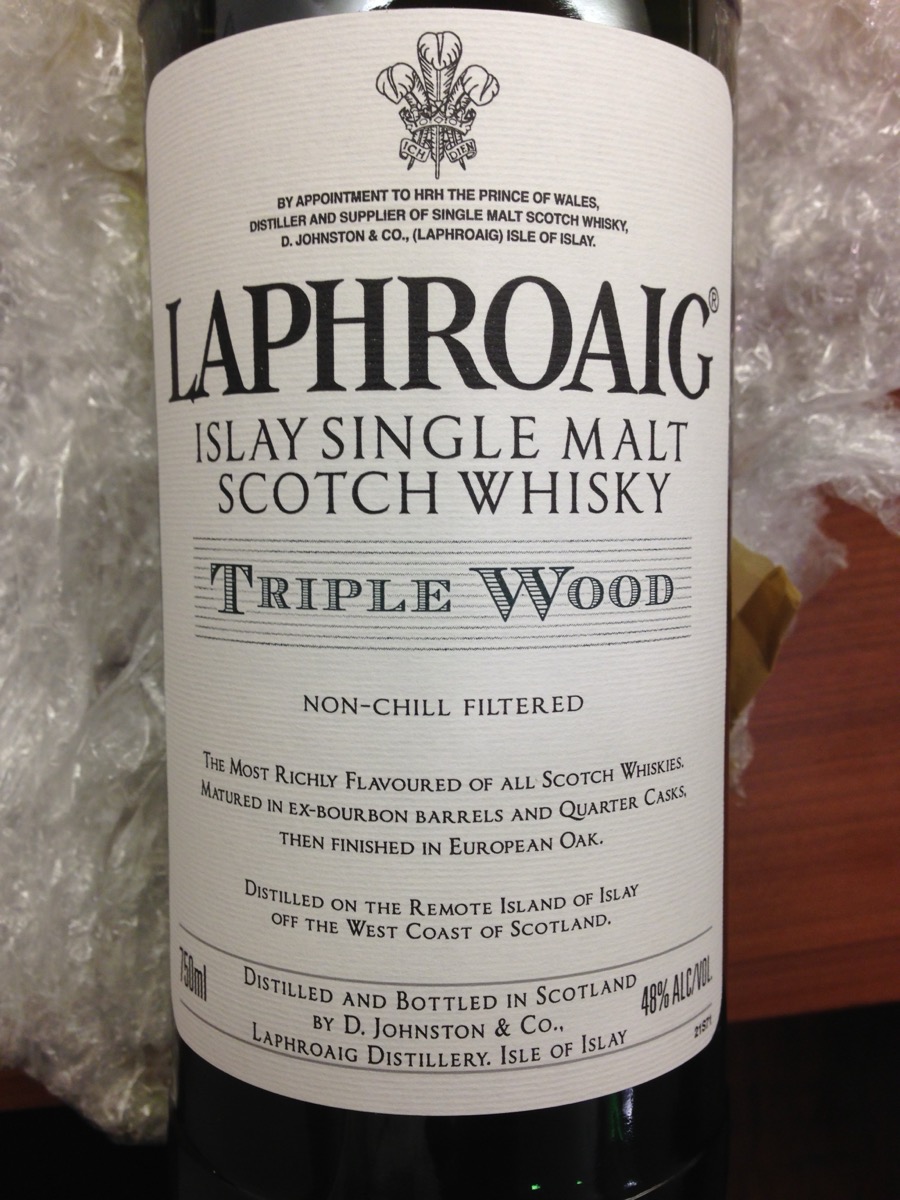 ICH DIEN
BY APPOINTMENT TO HRH THE PRINCE OF WALES,
DISTILLER AND SUPPLIER OF SINGLE MALT SCOTCH WHISKY,
D. JOHNSTON & CO., (LAPHROAIG) ISLE OF ISLAY.
LAPHROAIG®
ISLAY SINGLE MALT
SCOTCH WHISKY
TRIPLE WOOD
NON-CHILL FILTERED
THE MOST RICHLY FLAVOURED OF ALL SCOTCH WHISKIES.
MATURED IN EX-BOURBON BARRELS AND QUARTER CASKS,
THEN FINISHED IN EUROPEAN OAK.
DISTILLED ON THE REMOTE ISLAND OF ISLAY
OFF THE WEST COAST OF SCOTLAND.
750ml
DISTILLED AND BOTTLED IN SCOTLAND
48% ALC/VOL.
BY D. JOHNSTON & CO.,
LAPHROAIG DISTILLERY. ISLE OF ISLAY